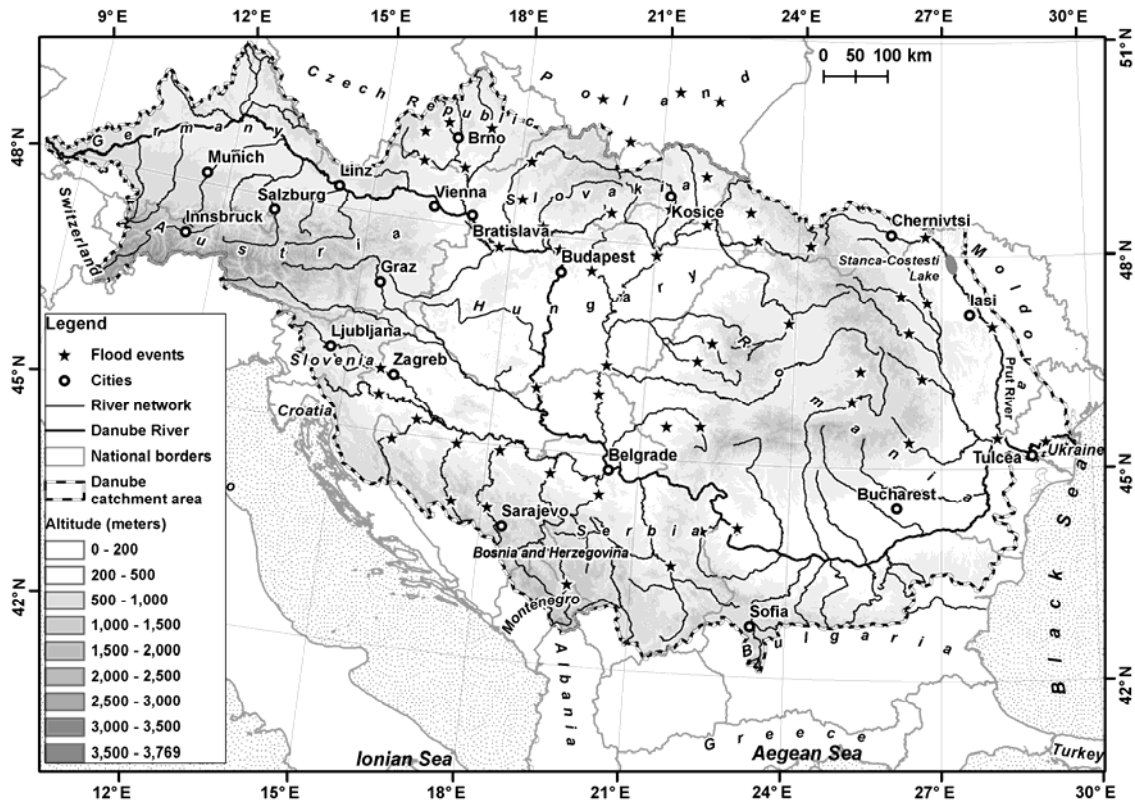 9°E 12°E 15°E 18°E 21°E 24°E 27°E 30°E
51°N
0 50 100 km
Czech Republic
Poland
Germany
Brno
48°N
Munich
Linz
Vienna
Slovakia
Salzburg
Kosice
Chernivtsi
Switzerland
Innsbruck
Bratislava
Austria
Moldova
Budapest
Stanca-Costesti
Lake
48°N
Graz
Hungary
Iasi
Legend
Flood events
Cities
River network
Danube River
National borders
Danube
catchment area
Altitude (meters)
0 - 200
200 - 500
500 - 1,000
1,000 - 1,500
1,500 - 2,000
2,000 - 2,500
2,500 - 3,000
3,000 - 3,500
3,500 - 3,769
Ljubljana
Slovenia
Zagreb
Romania
Prut River
45°N
Croatia
Belgrade
Tulcea
Ukraine
45°N
Bucharest
Sarajevo
Serbia
Bosnia and Herzegovina
Black Sea
42°N
Montenegro
Sofia
Bulgaria
Albania
42°N
Greece
Ionian Sea
Aegean Sea
Turkey
12°E 15°E 18°E 21°E 24°E 27°E 30°E